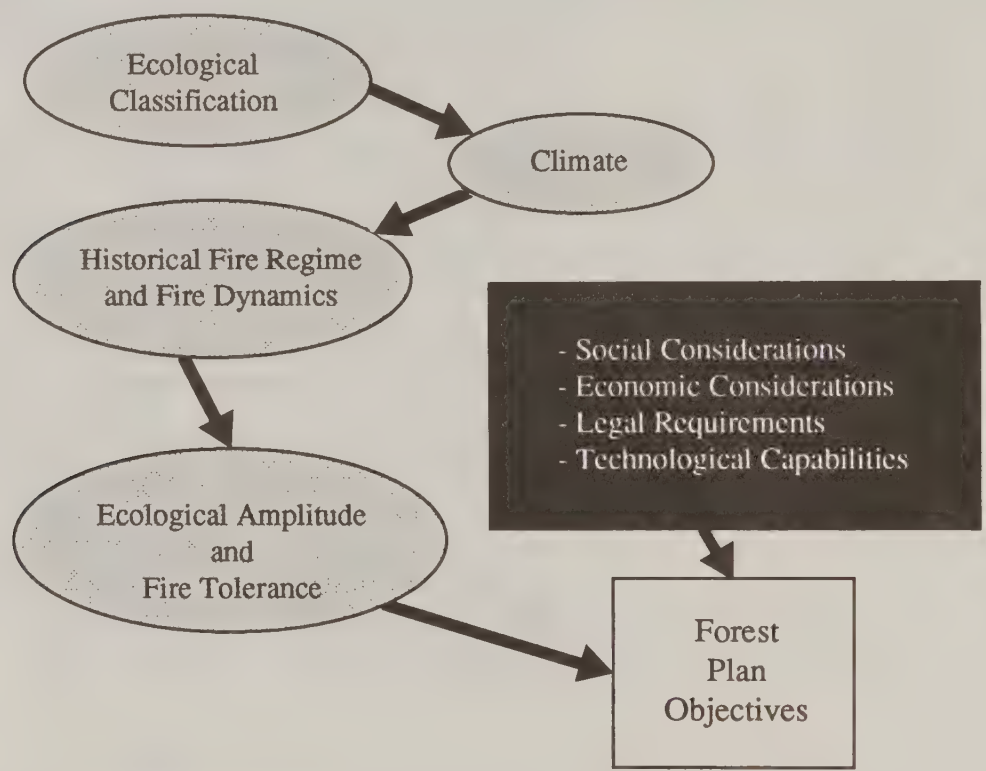 Ecological
Classification
Climate
Historical Fire Regime
and Fire Dynamics
- Social Considerations
- Economic Considerations
- Legal Requirements
- Technological Capabilities
Ecological Amplitude
and
Fire Tolerance
Forest
Plan
Objectives